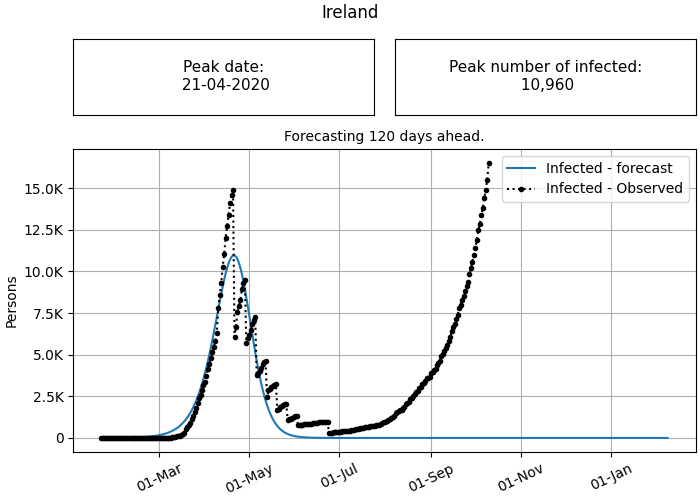 Ireland
Peak date:
21-04-2020
Peak number of infected:
10,960
Forecasting 120 days ahead.
Infected - forecast
Infected - Observed
Persons
15.0K
12.5K
10.0K
7.5K
5.0K
2.5K
0
01-Mar
01-May
01-Jul
01-Sep
01-Nov
01-Jan